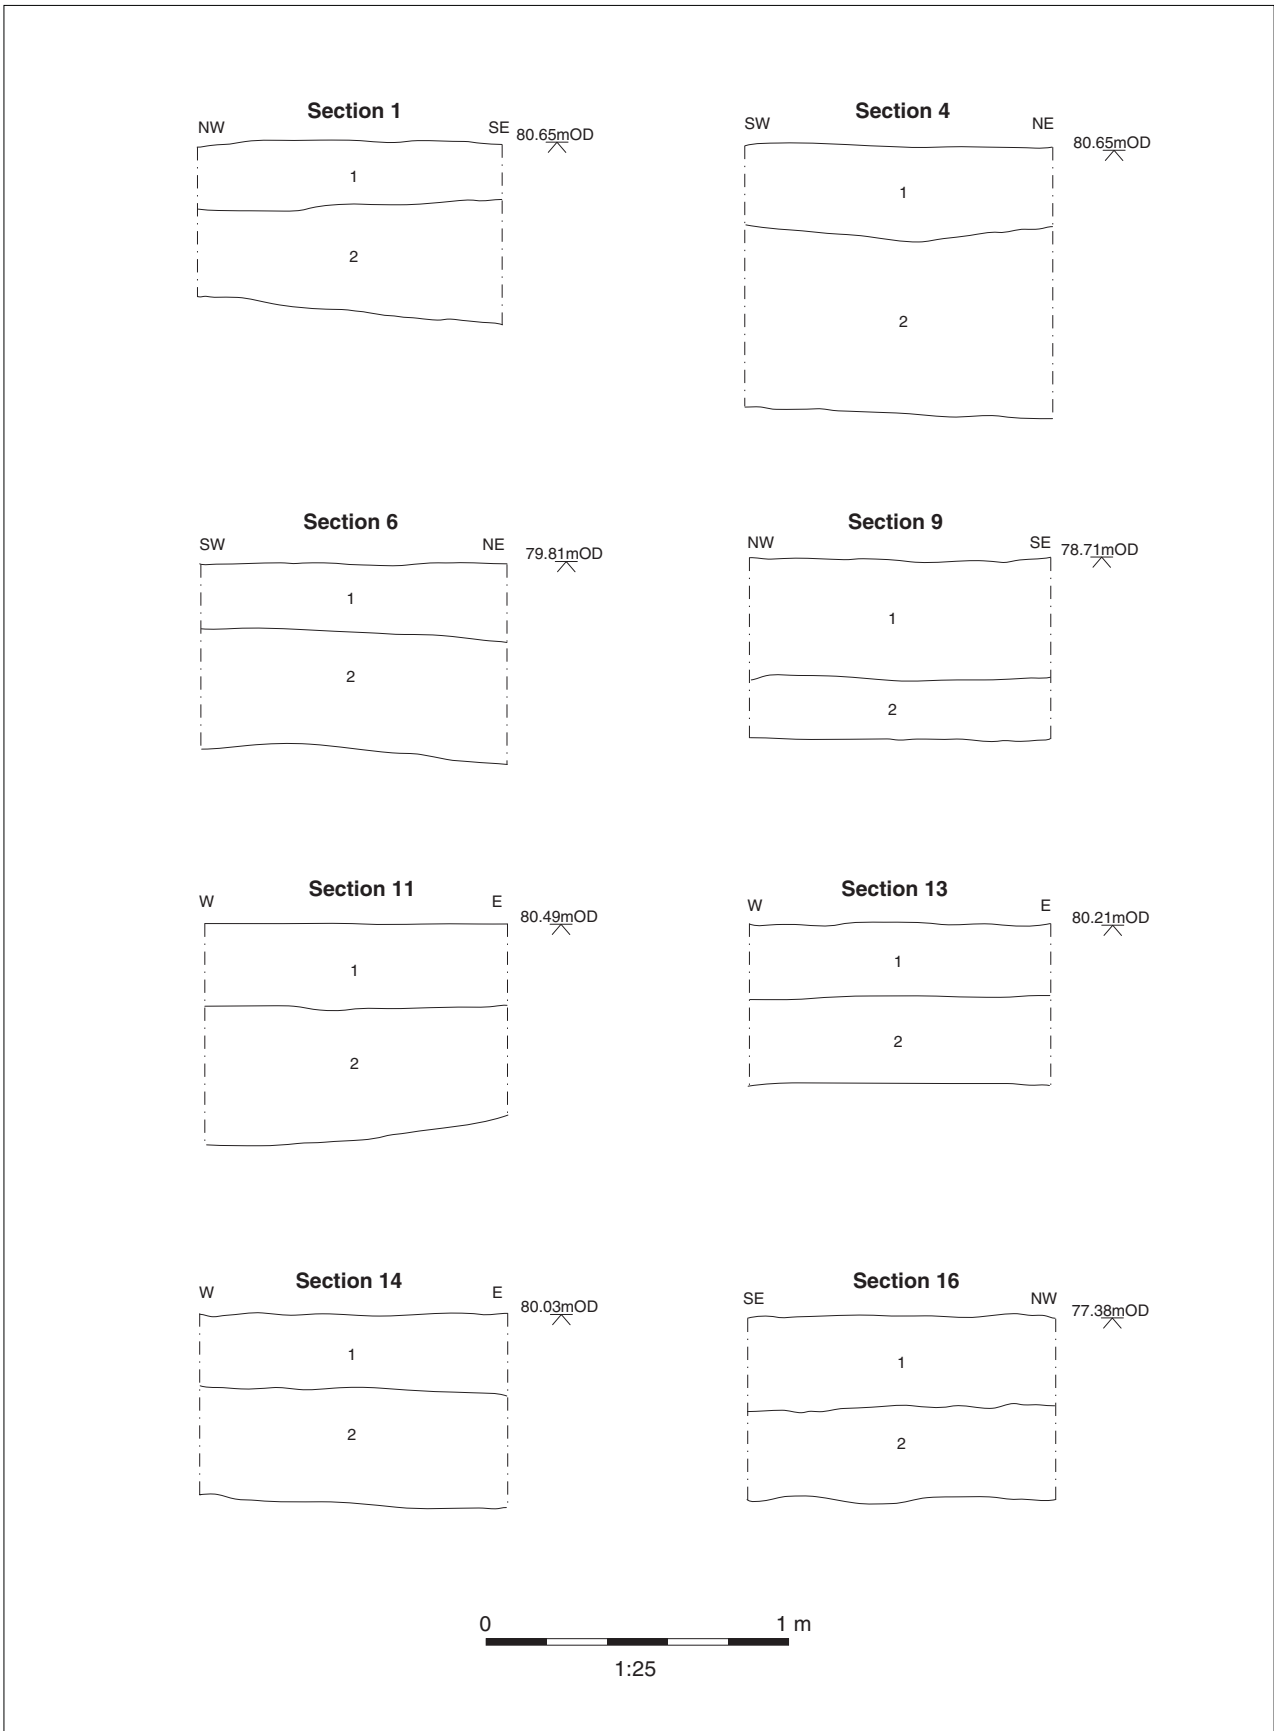 Section 1
NW SE 80.65mOD
1
2
Section 4
SW NE 80.65mOD
1
2
Section 6
SW NE 79.81mOD
1
2
Section 9
NW SE 78.71mOD
1
2
Section 11
W E 80.49mOD
1
2
Section 13
W E 80.21mOD
1
2
Section 14
W E 80.03mOD
1
2
Section 16
SE NW 77.38mOD
1
2
0 1 m
1:25